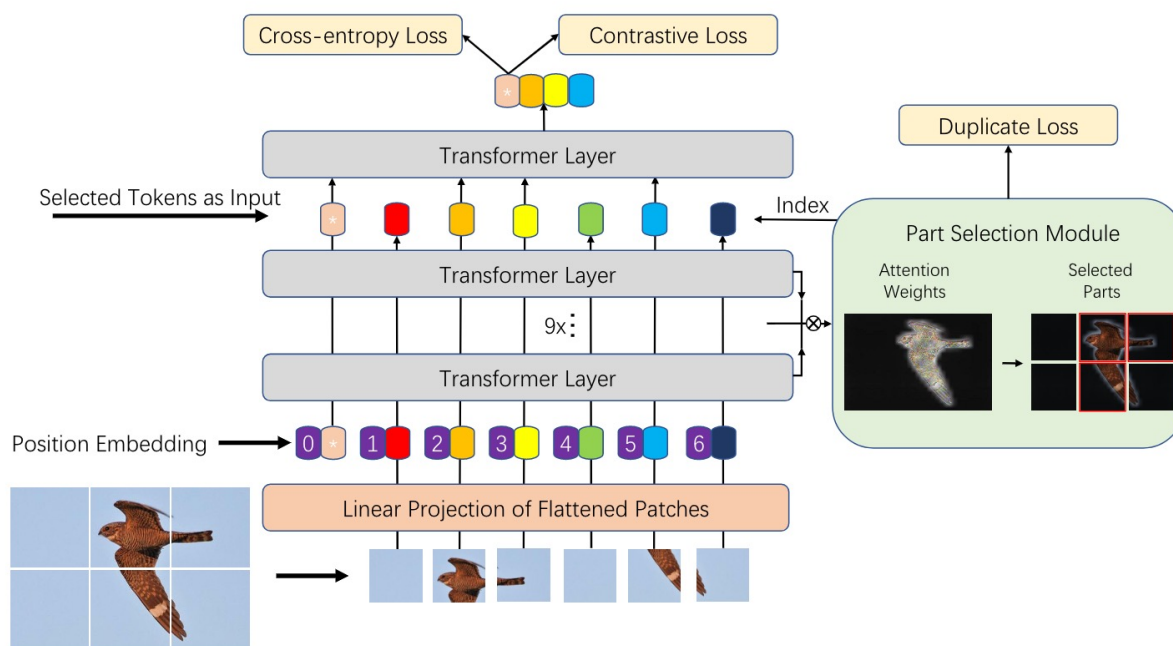 Cross-entropy Loss
Contrastive Loss
*
Duplicate Loss
Transformer Layer
Selected Tokens as Input
*
Index
Part Selection Module
Transformer Layer
Attention
Weights
Selected
Parts
9x
Transformer Layer
Position Embedding
0 * 1 2 3 4 5 6
Linear Projection of Flattened Patches